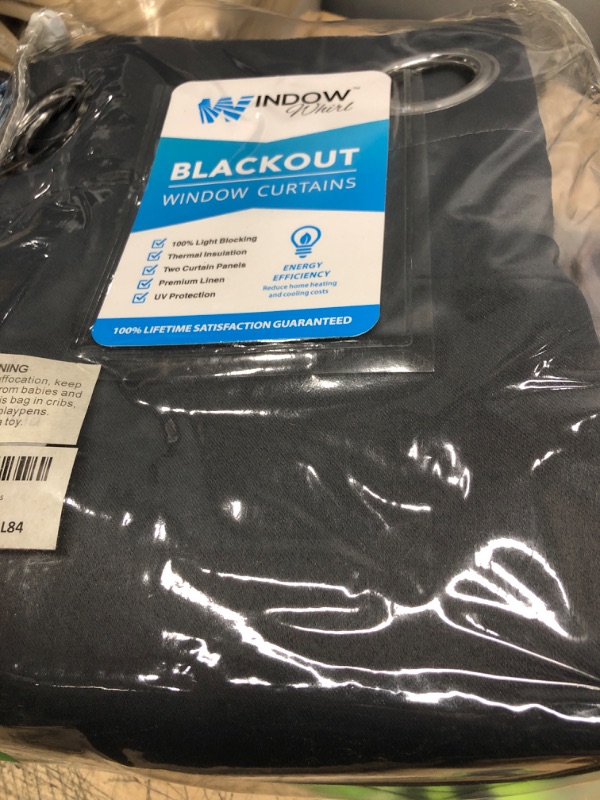 WINDOW™
Whirl
BLACKOUT
WINDOW CURTAINS
100% Light Blocking
Thermal Insulation
Two Curtain Panels
Premium Linen
UV Protection
ENERGY
EFFICIENCY
Reduce home heating
and cooling costs
100% LIFETIME SATISFACTION GUARANTEED
NING
ffocation, keep
rom babies and
is bag in cribs,
playpens.
a toy.
L84